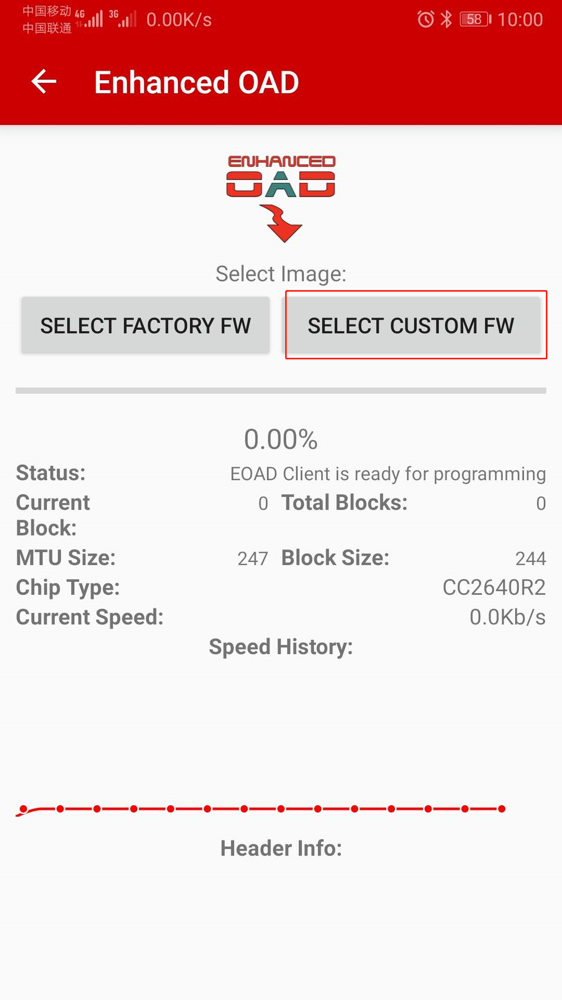 中国移动 4G 3G 0.00K/s 58 10:00
中国联通
Enhanced OAD
ENHANCED
OAD
Select Image:
SELECT FACTORY FW SELECT CUSTOM FW
0.00%
Status: EOAD Client is ready for programming
Current 0 Total Blocks: 0
Block:
MTU Size: 247 Block Size: 244
Chip Type: CC2640R2
Current Speed: 0.0Kb/s
Speed History:
Header Info: